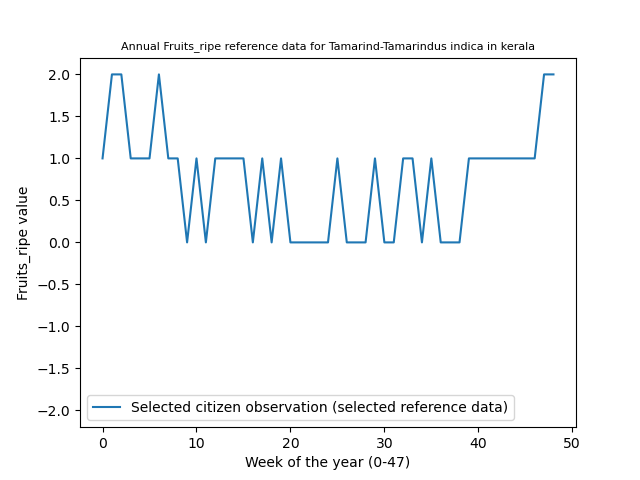 Annual Fruits_ripe reference data for Tamarind-Tamarindus indica in kerala
2.0
1.5
1.0
0.5
0.0
−0.5
−1.0
−1.5
−2.0
Fruits_ripe value
Selected citizen observation (selected reference data)
0 10 20 30 40 50
Week of the year (0-47)